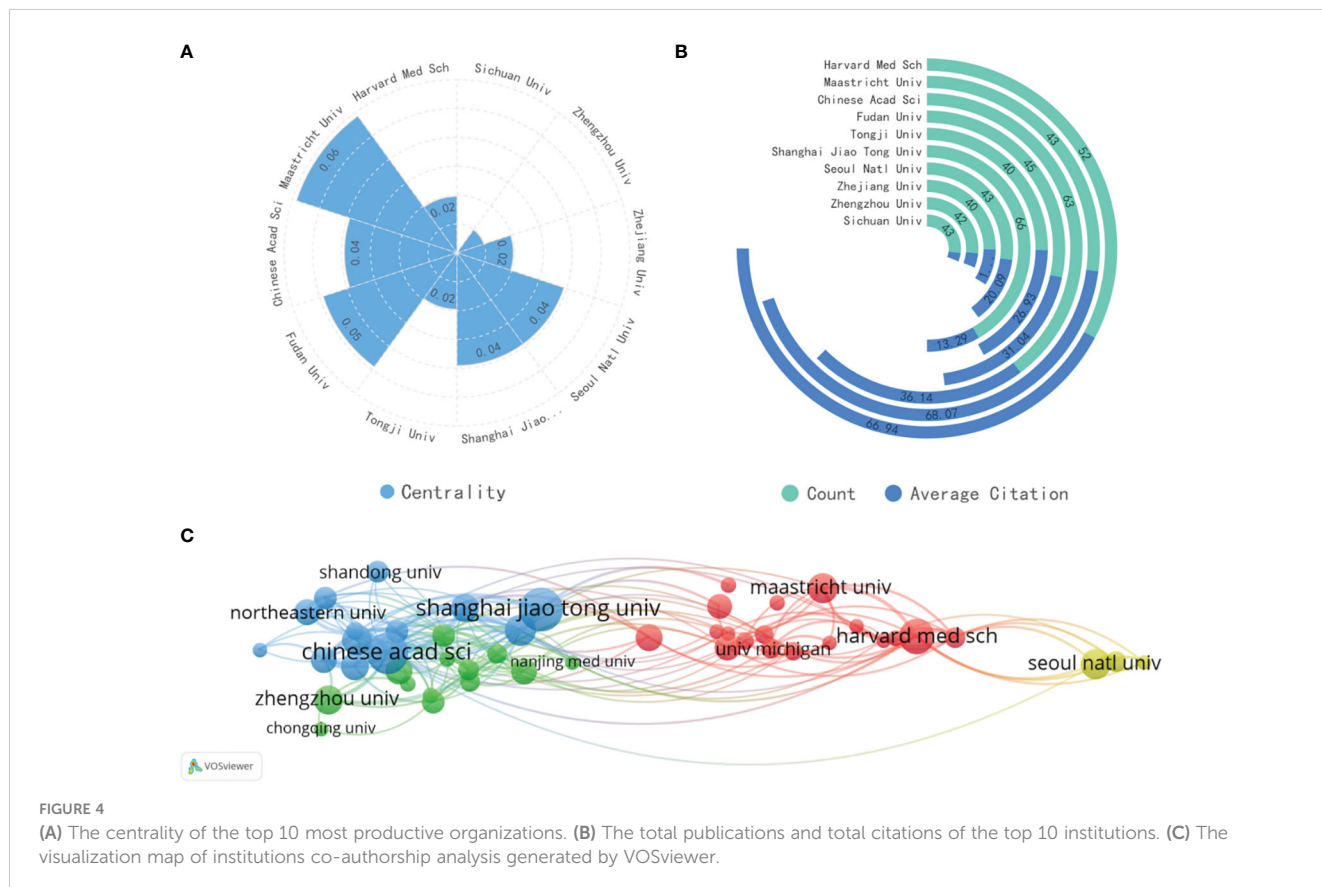 A
Harvard Med Sch
Sichuan Univ
Zhengzhou Univ
Zhejiang Univ
Seoul Natl Univ
Shanghai Jiao...
Tongji Univ
Fudan Univ
Chinese Acad Sci
Maastricht Univ
0.02
0.02
0.04
0.04
0.02
0.05
0.04
0.06
Centrality
B
Harvard Med Sch
Maastricht Univ
Chinese Acad Sci
Fudan Univ
Tongji Univ
Shanghai Jiao Tong Univ
Seoul Natl Univ
Zhejiang Univ
Zhengzhou Univ
Sichuan Univ
52
43
63
45
40
66
43
40
42
43
1...
20.09
26.93
13.29
31.04
36.14
68.07
66.94
Count
Average Citation
C
shandong univ
northeastern univ
shanghai jiao tong univ
chinese acad sci
nanjing med univ
zhengzhou univ
chongqing univ
maastricht univ
univ michigan
harvard med sch
seoul natl univ
VOSviewer
FIGURE 4
(A) The centrality of the top 10 most productive organizations. (B) The total publications and total citations of the top 10 institutions. (C) The
visualization map of institutions co-authorship analysis generated by VOSviewer.